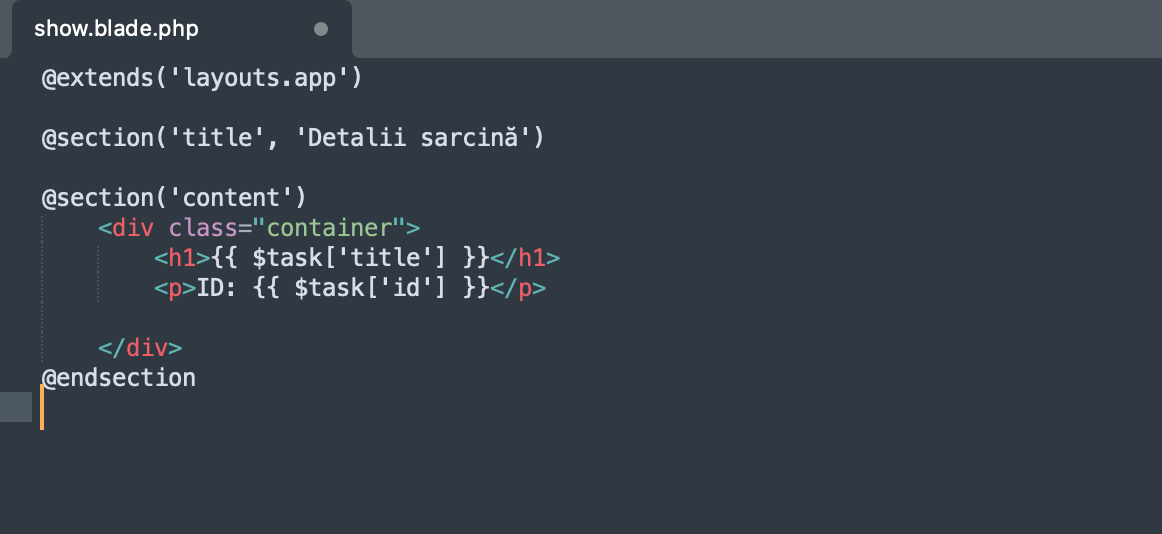 show.blade.php
@extends('layouts.app')
@section('title', 'Detalii sarcină')
@section('content')
<div class="container">
<h1>{{ $task['title'] }}</h1>
<p>ID: {{ $task['id'] }}</p>
</div>
@endsection